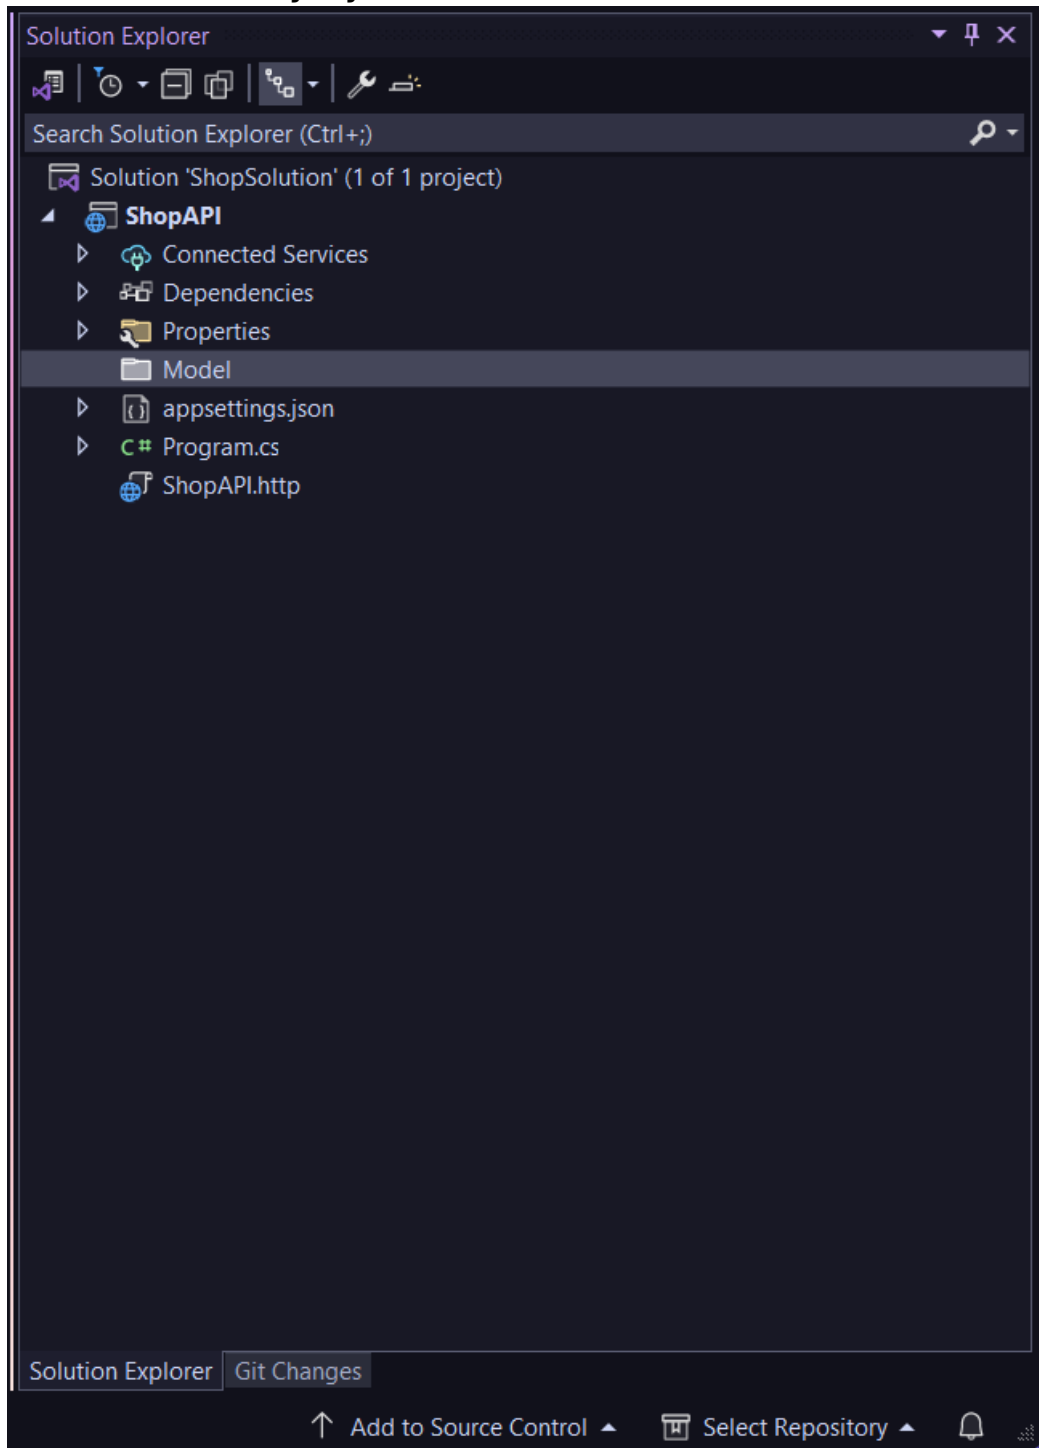 Solution Explorer
Search Solution Explorer (Ctrl+;)
Solution 'ShopSolution' (1 of 1 project)
ShopAPI
Connected Services
Dependencies
Properties
Model
appsettings.json
C# Program.cs
ShopAPI.http
Solution Explorer Git Changes
Add to Source Control Select Repository